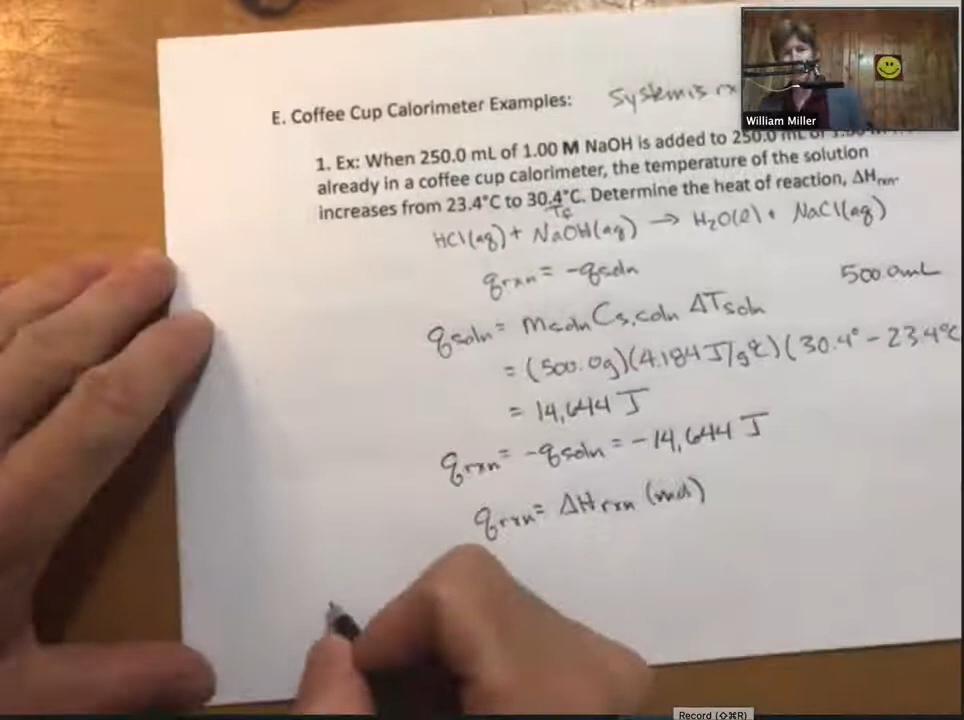 E. Coffee Cup Calorimeter Examples: System is rx
William Miller
1. Ex: When 250.0 mL of 1.00 M NaOH is added to 250.0 mL of
already in a coffee cup calorimeter, the temperature of the solution
increases from 23.4°C to 30.4°C. Determine the heat of reaction, ΔHrxn.
HCl(aq) + NaOH(aq) → H2O(l) + NaCl(aq)
qrxn = -qsoln
500.0mL
qsoln = msoln Cs,soln ΔTsoln
= (500.0g)(4.184 J/g°C)(30.4° - 23.4°C
= 14,644 J
qrxn = -qsoln = -14,644 J
qrxn = ΔHrxn (mol)
Record (⇧⌘R)